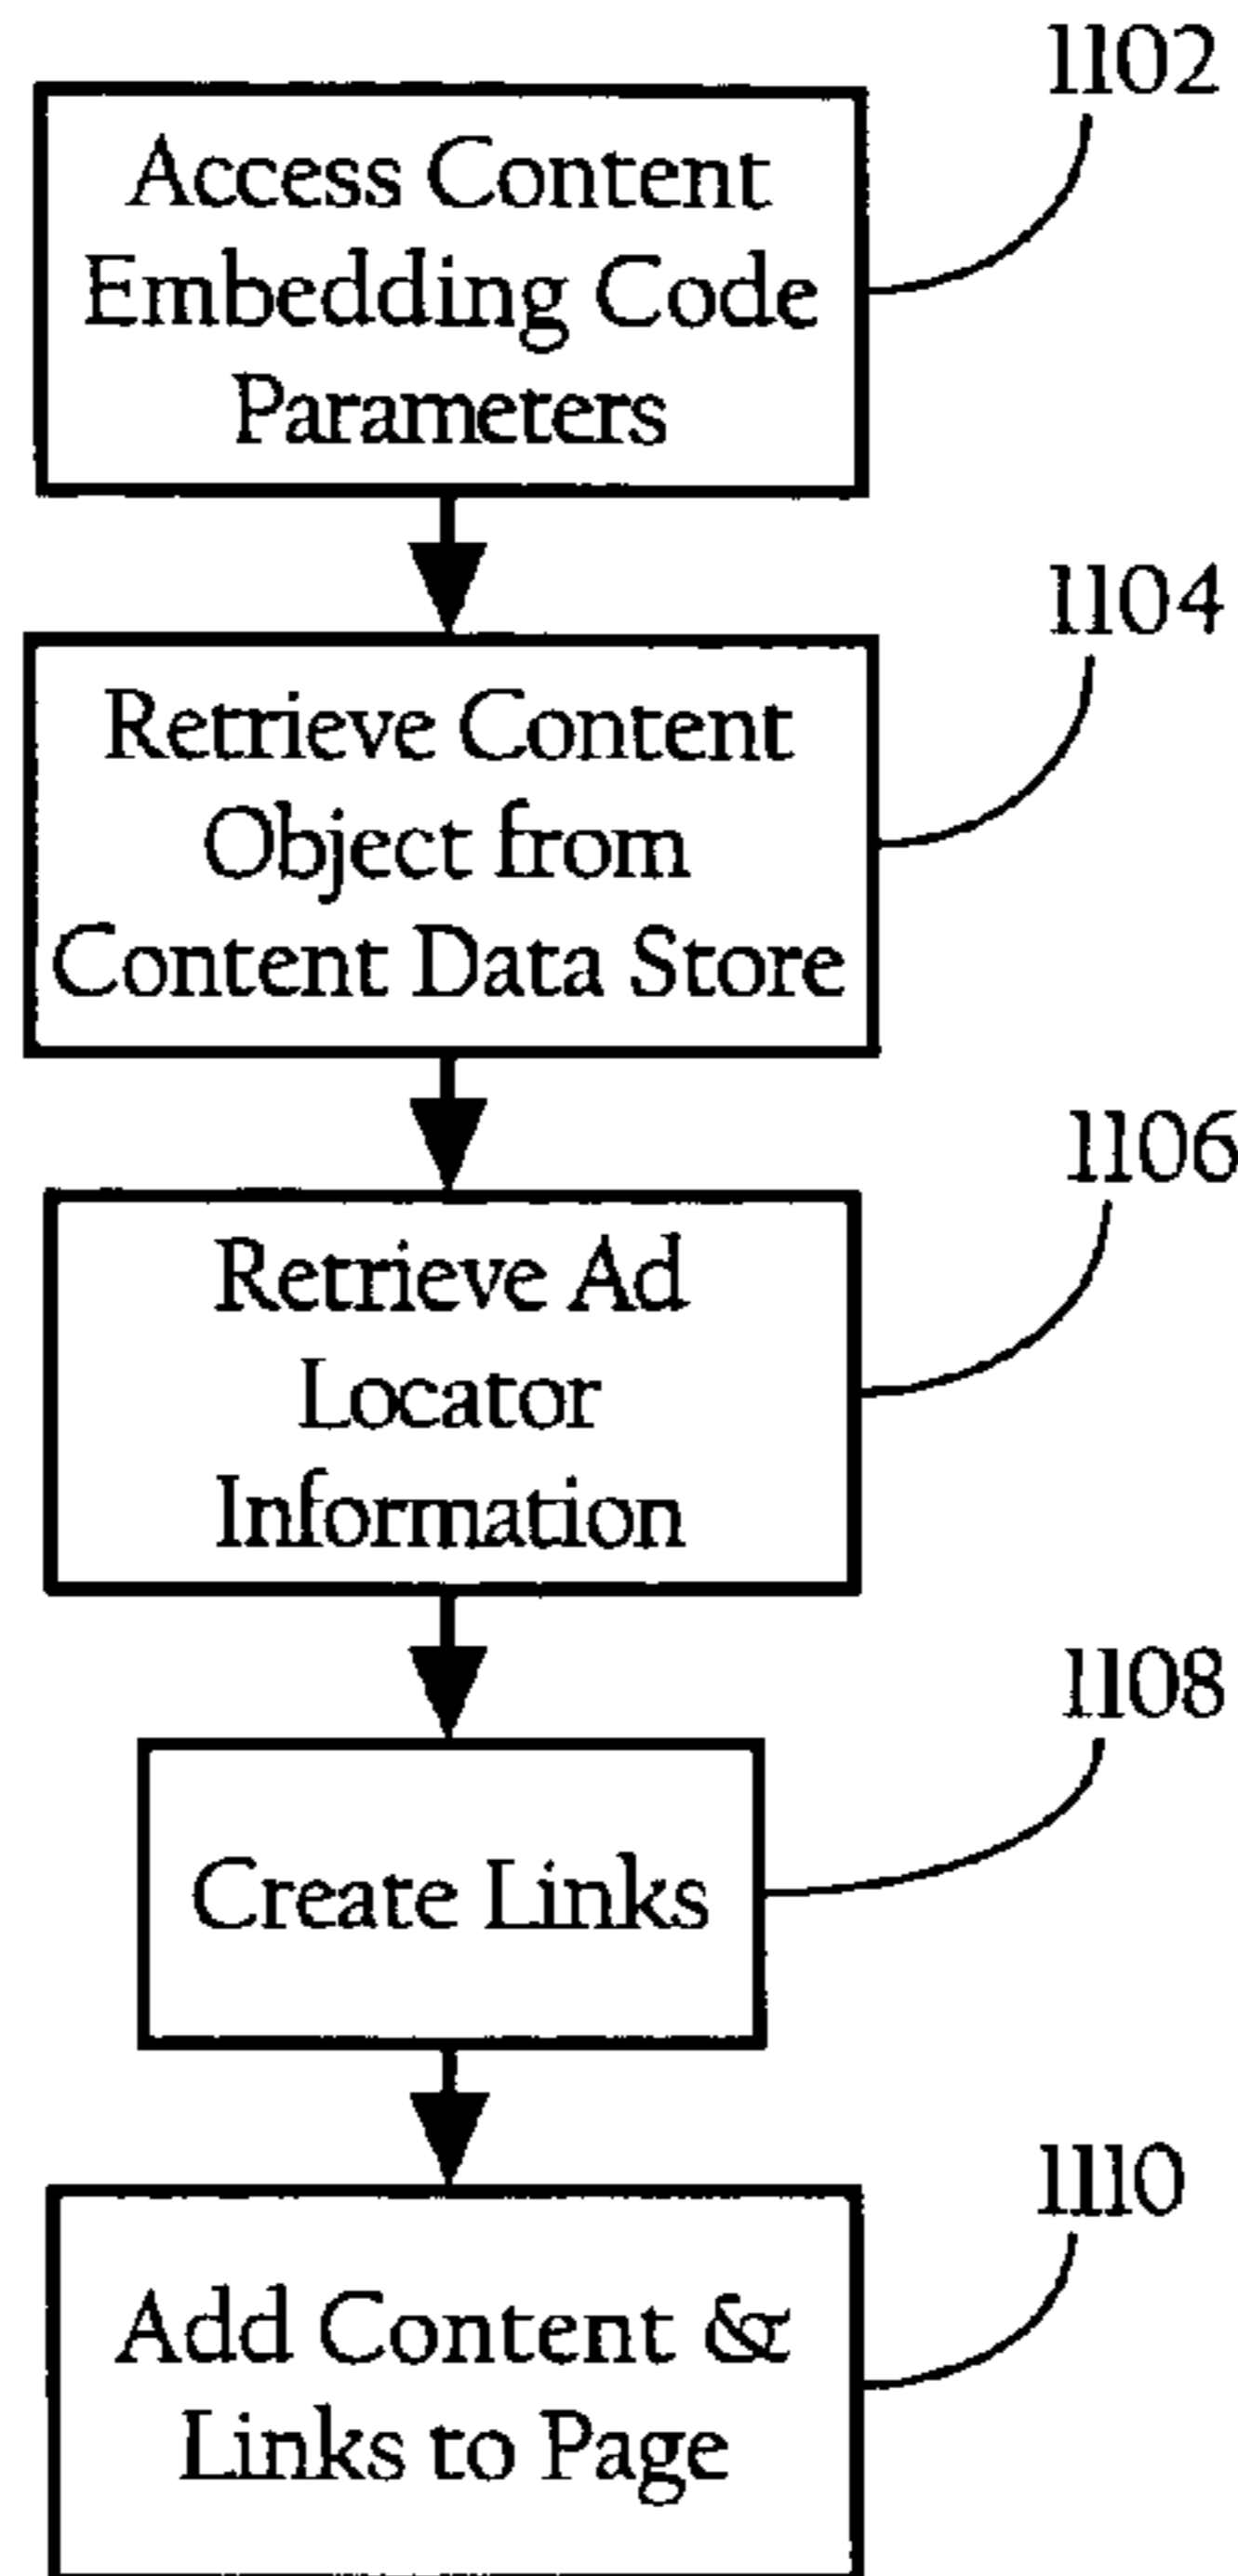 1102
Access Content
Embedding Code
Parameters
1104
Retrieve Content
Object from
Content Data Store
1106
Retrieve Ad
Locator
Information
1108
Create Links
1110
Add Content &
Links to Page